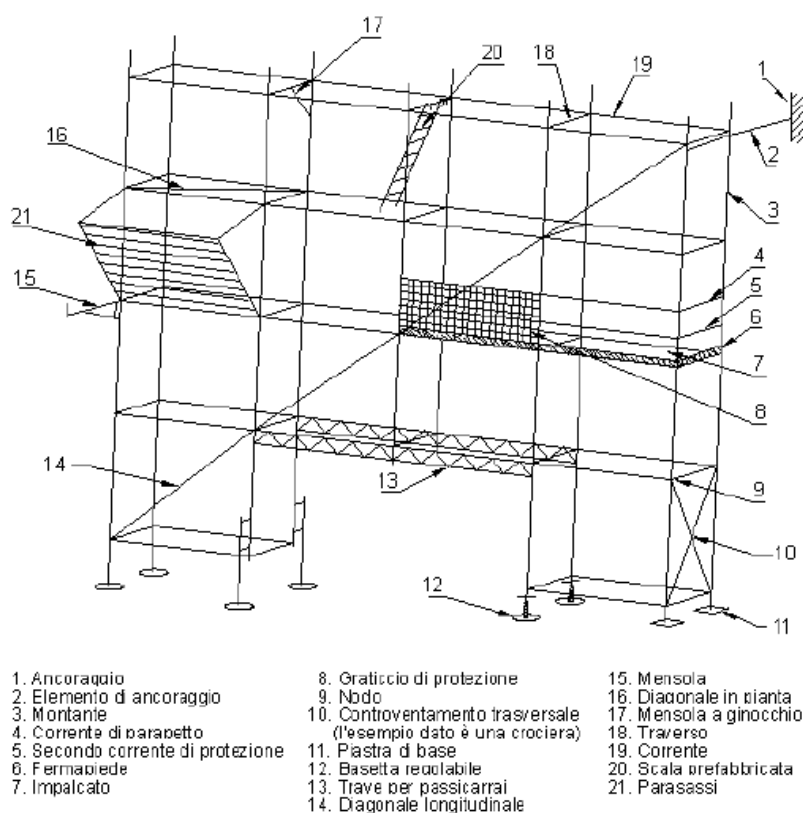 17
20
18
19
1
16
2
3
21
4
15
5
6
7
8
14
13
9
10
12
11
1. Ancoraggio
2. Elemento di ancoraggio
3. Montante
4. Corrente di parapetto
5. Secondo corrente di protezione
6. Fermapiede
7. Impalcato
8. Graticcio di protezione
9. Nodo
10. Controventamento trasversale
(l'esempio dato è una crociera)
11. Piastra di base
12. Basetta regolabile
13. Trave per passicarrai
14. Diagonale longitudinale
15. Mensola
16. Diagonale in pianta
17. Mensola a ginocchio
18. Traverso
19. Corrente
20. Scala prefabbricata
21. Parasassi